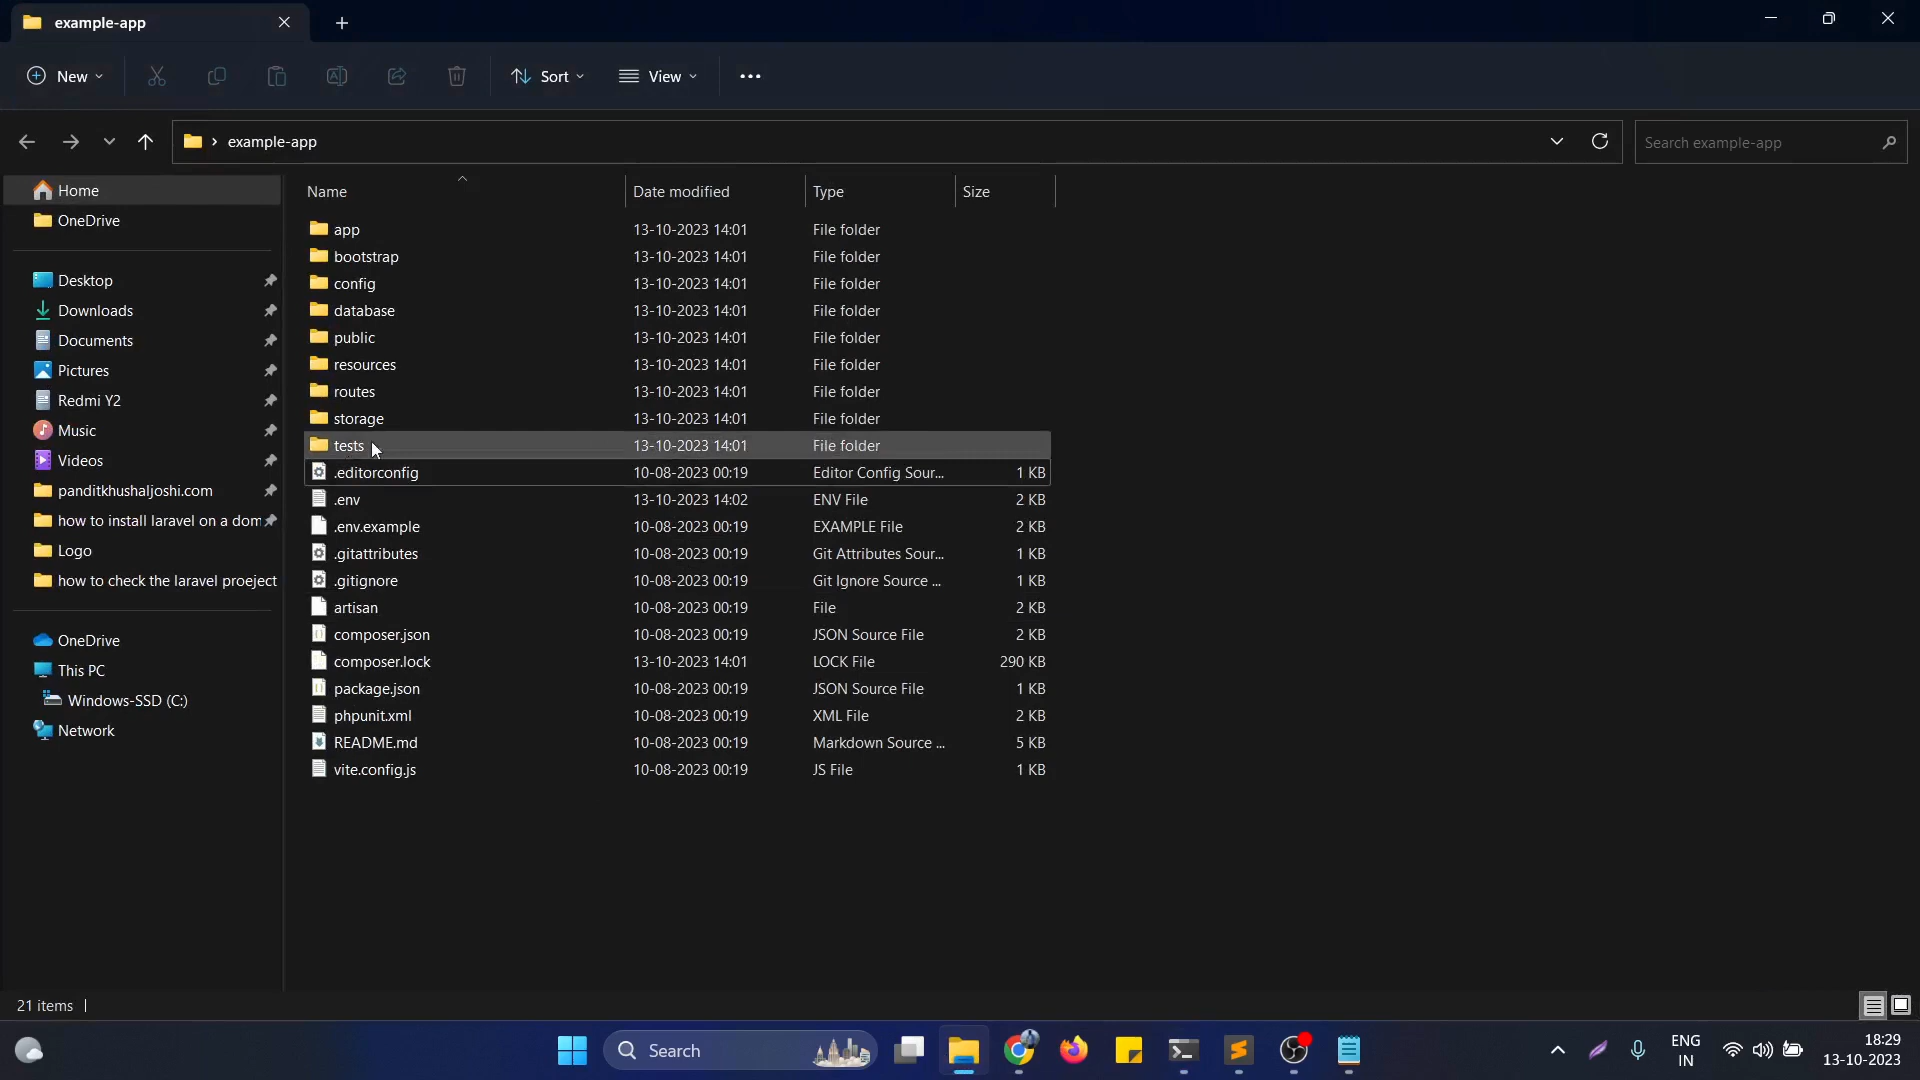 example-app
New
Sort
View
example-app
Search example-app
Home
OneDrive
Desktop
Downloads
Documents
Pictures
Redmi Y2
Music
Videos
panditkhushaljoshi.com
how to install laravel on a dom
Logo
how to check the laravel proeject
OneDrive
This PC
Windows-SSD (C:)
Network
Name Date modified Type Size
app 13-10-2023 14:01 File folder
bootstrap 13-10-2023 14:01 File folder
config 13-10-2023 14:01 File folder
database 13-10-2023 14:01 File folder
public 13-10-2023 14:01 File folder
resources 13-10-2023 14:01 File folder
routes 13-10-2023 14:01 File folder
storage 13-10-2023 14:01 File folder
tests 13-10-2023 14:01 File folder
.editorconfig 10-08-2023 00:19 Editor Config Sour... 1 KB
.env 13-10-2023 14:02 ENV File 2 KB
.env.example 10-08-2023 00:19 EXAMPLE File 2 KB
.gitattributes 10-08-2023 00:19 Git Attributes Sour... 1 KB
.gitignore 10-08-2023 00:19 Git Ignore Source ... 1 KB
artisan 10-08-2023 00:19 File 2 KB
composer.json 10-08-2023 00:19 JSON Source File 2 KB
composer.lock 13-10-2023 14:01 LOCK File 290 KB
package.json 10-08-2023 00:19 JSON Source File 1 KB
phpunit.xml 10-08-2023 00:19 XML File 2 KB
README.md 10-08-2023 00:19 Markdown Source ... 5 KB
vite.config.js 10-08-2023 00:19 JS File 1 KB
21 items
Search
ENG
IN
18:29
13-10-2023